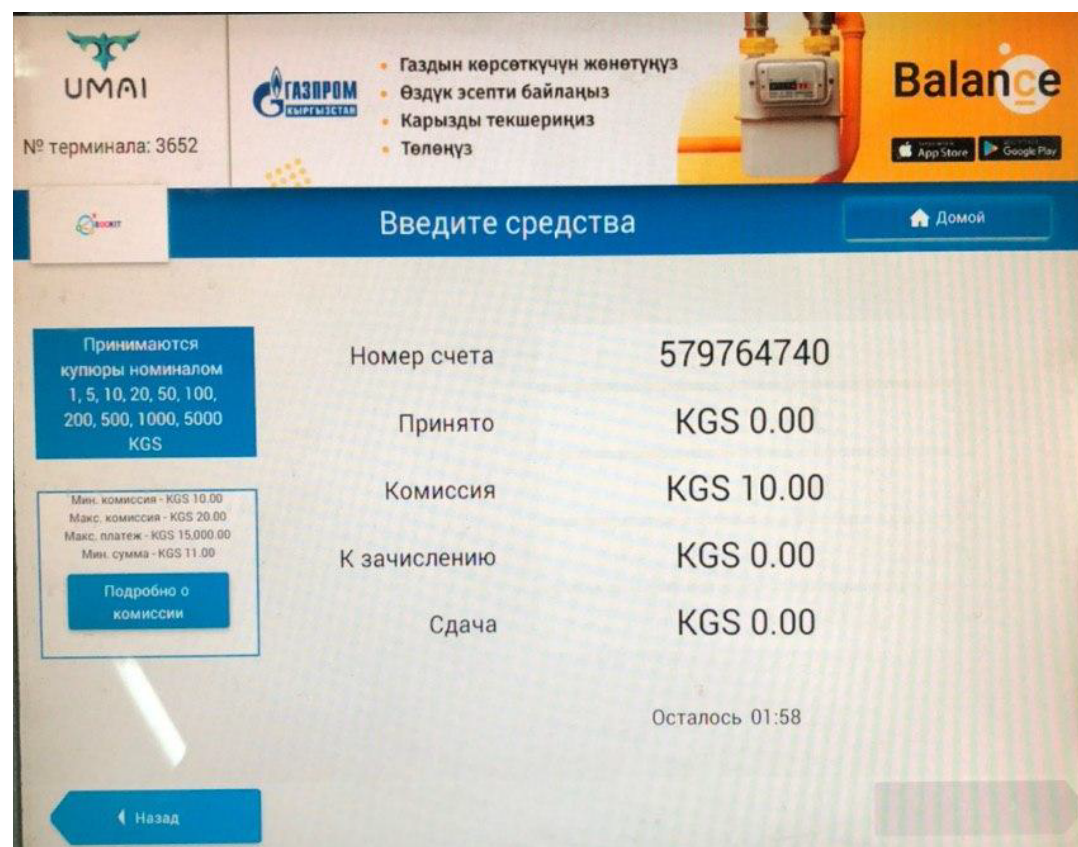 UMAI
№ терминала: 3652
ГАЗПРОМ
КЫРГЫЗСТАН
Газдын көрсөткүчүн жөнөтүңүз
Өздүк эсепти байлаңыз
Карызды текшериңиз
Төлөңүз
Balance
App Store
Google Play
Введите средства
Домой
Принимаются
купюры номиналом
1, 5, 10, 20, 50, 100,
200, 500, 1000, 5000
KGS
Номер счета 579764740
Принято KGS 0.00
Комиссия KGS 10.00
К зачислению KGS 0.00
Сдача KGS 0.00
Мин. комиссия - KGS 10.00
Макс. комиссия - KGS 20.00
Макс. платеж - KGS 15,000.00
Мин. сумма - KGS 11.00
Подробно о
комиссии
Осталось 01:58
Назад